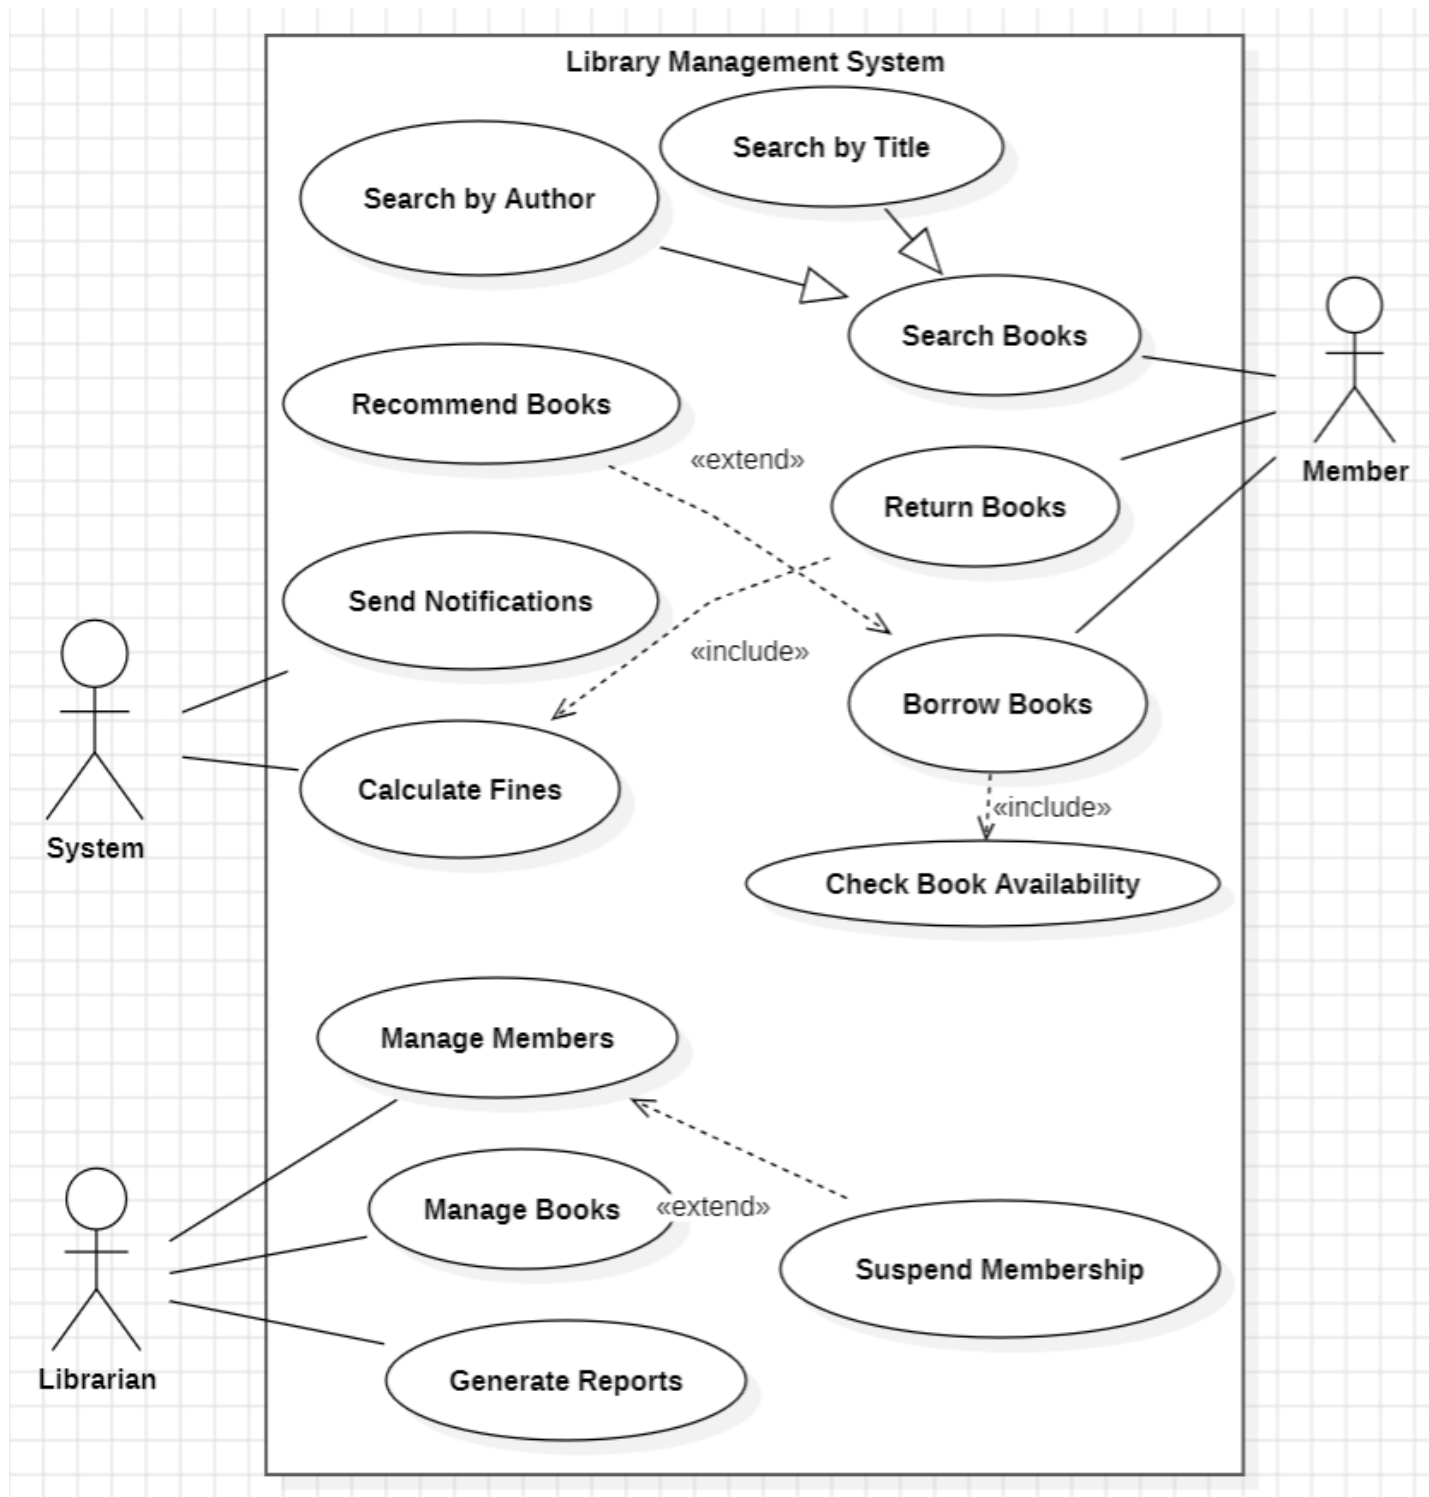 Library Management System
Search by Title
Search by Author
Search Books
Recommend Books
«extend»
Member
Return Books
Send Notifications
«include»
Borrow Books
Calculate Fines
«include»
System
Check Book Availability
Manage Members
Manage Books
«extend»
Suspend Membership
Librarian
Generate Reports